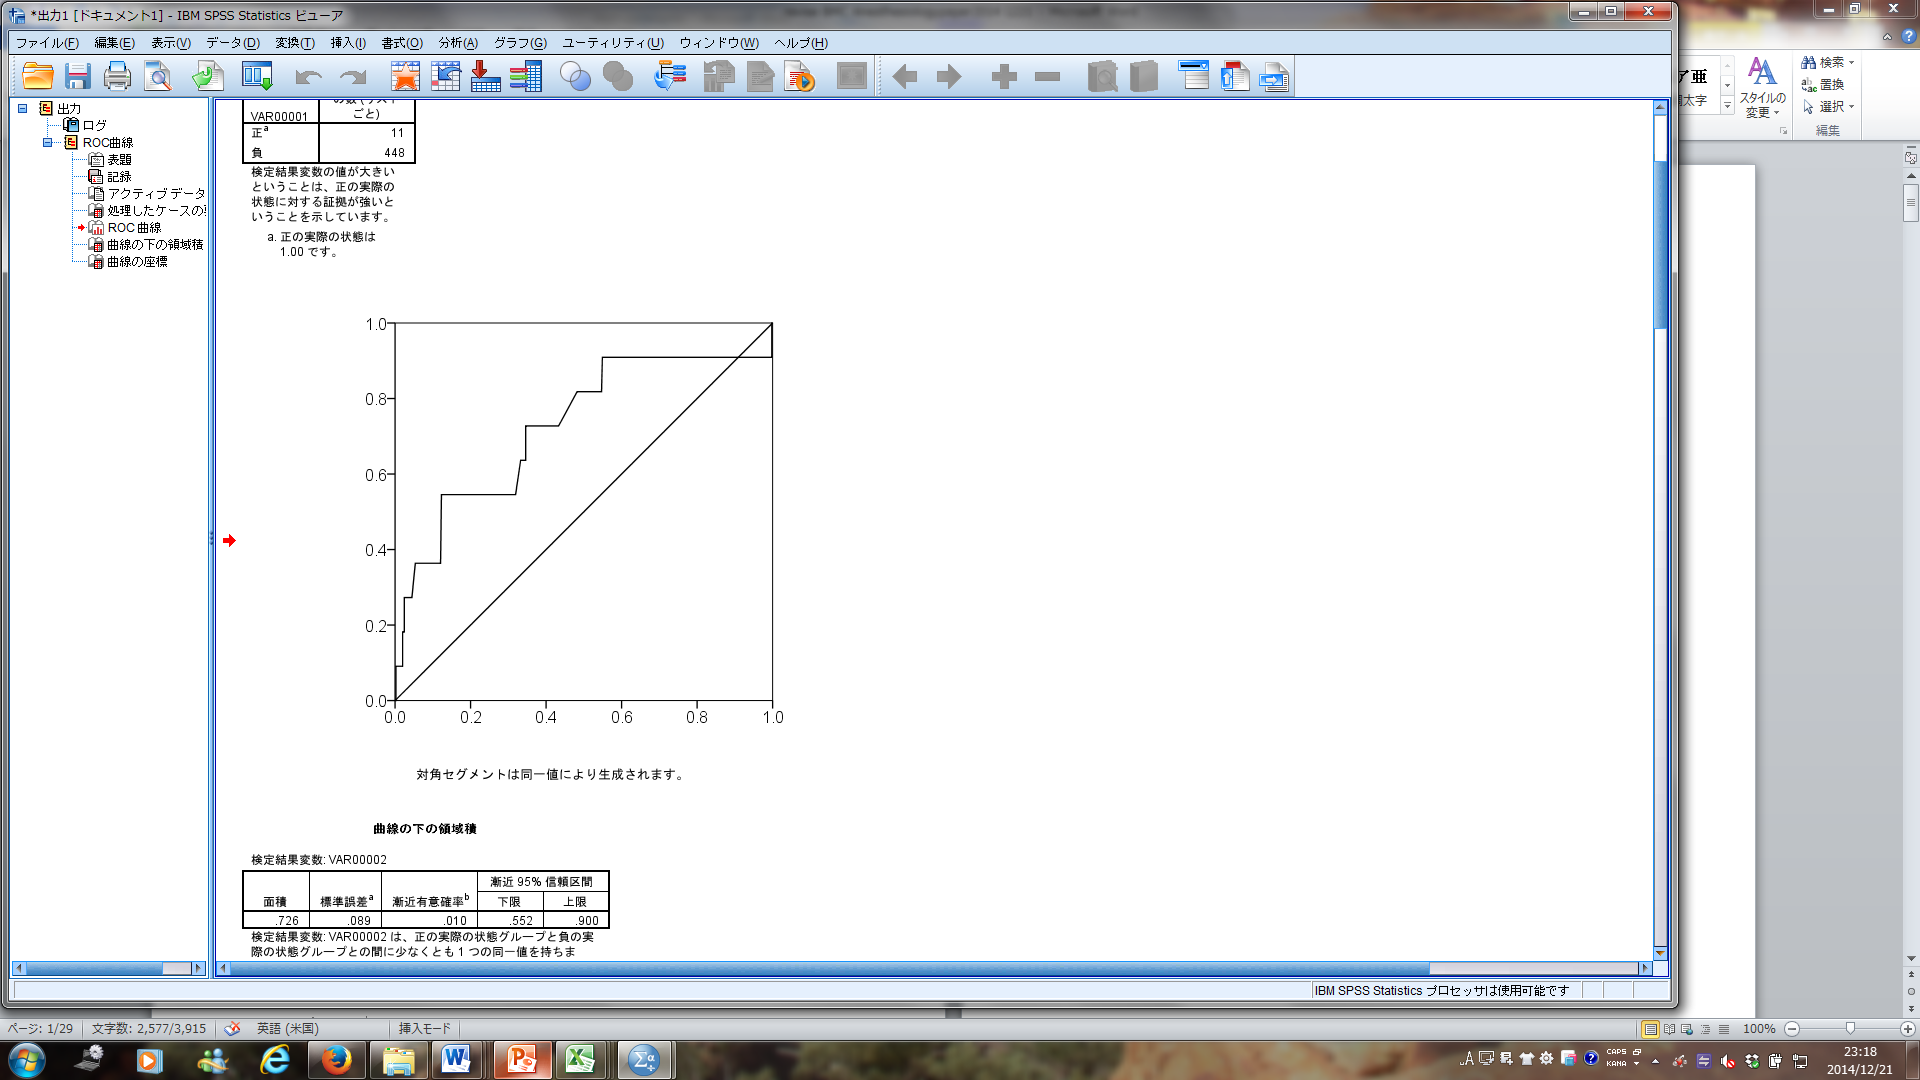 *出力1 [ドキュメント1] - IBM SPSS Statistics ビューア
ファイル(F) 編集(E) 表示(V) データ(D) 変換(T) 挿入(I) 書式(O) 分析(A) グラフ(G) ユーティリティ(U) ウィンドウ(W) ヘルプ(H)
出力
ログ
ROC曲線
表題
記録
アクティブ データ
処理したケースの
ROC 曲線
曲線の下の領域積
曲線の座標
ごと)
VAR00001
正a 11
負 448
検定結果変数の値が大きい
ということは、正の実際の
状態に対する証拠が強いと
いうことを示しています。
a. 正の実際の状態は
1.00 です。
1.0
0.8
0.6
0.4
0.2
0.0
0.0 0.2 0.4 0.6 0.8 1.0
対角セグメントは同一値により生成されます。
曲線の下の領域積
検定結果変数: VAR00002
漸近 95% 信頼区間
面積 標準誤差a 漸近有意確率b 下限 上限
.726 .089 .010 .552 .900
検定結果変数: VAR00002 は、正の実際の状態グループと負の実
際の状態グループとの間に少なくとも 1 つの同一値を持ちま
IBM SPSS Statistics プロセッサは使用可能です
ア亜
太字
スタイルの
変更
検索
置換
選択
編集
ページ: 1/29 文字数: 2,577/3,915 英語 (米国) 挿入モード 100%
A CAPS
KANA
23:18
2014/12/21